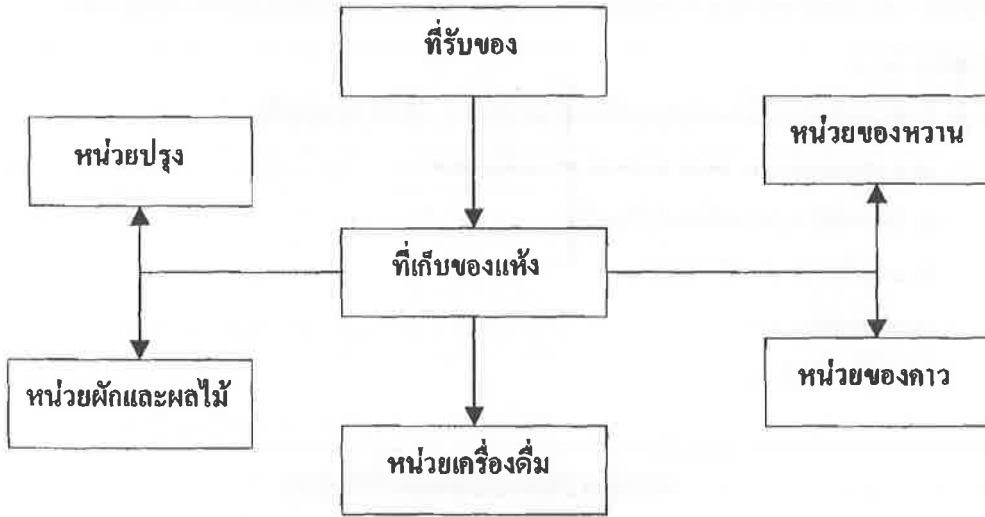 ที่รับของ
หน่วยปรุง
หน่วยของหวาน
ที่เก็บของแห้ง
หน่วยผักและผลไม้
หน่วยของคาว
หน่วยเครื่องดื่ม